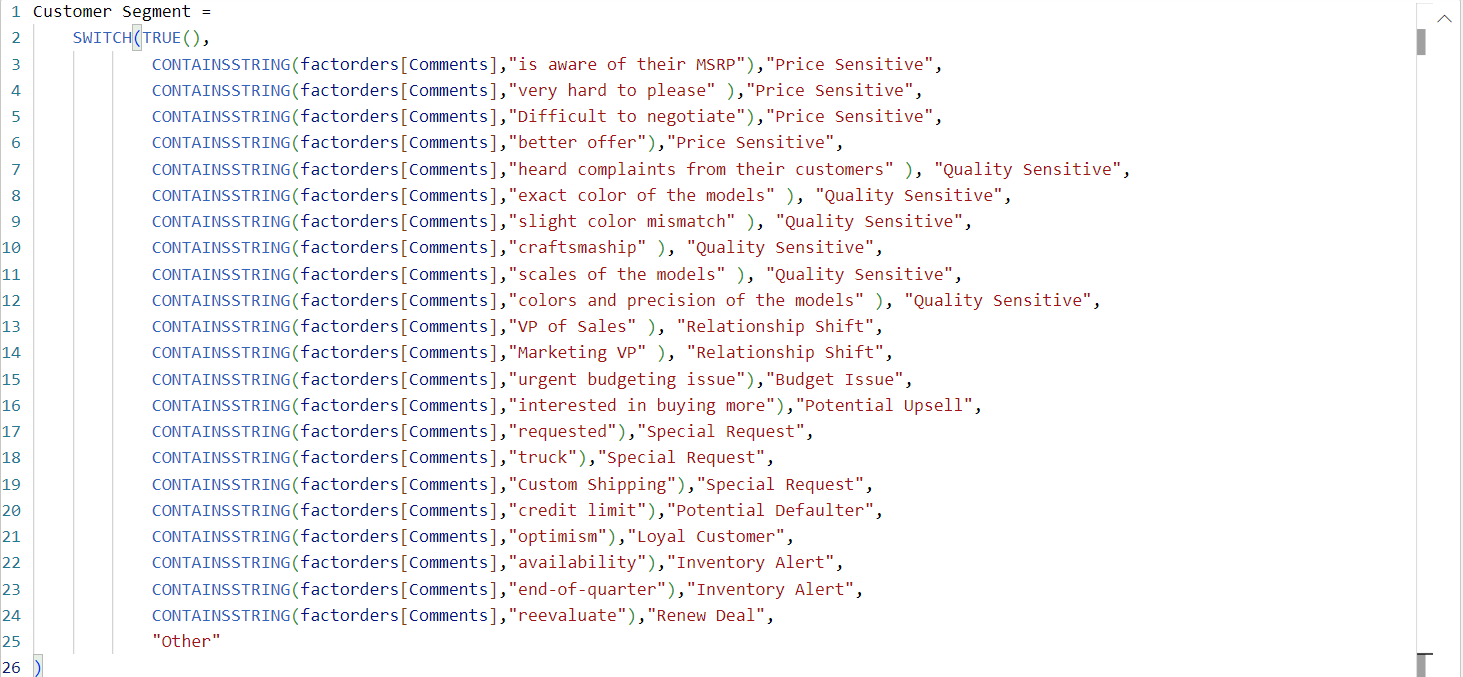 1 Customer Segment =
2 SWITCH(TRUE(),
3 CONTAINSSTRING(factorders[Comments],"is aware of their MSRP"),"Price Sensitive",
4 CONTAINSSTRING(factorders[Comments],"very hard to please" ),"Price Sensitive",
5 CONTAINSSTRING(factorders[Comments],"Difficult to negotiate"),"Price Sensitive",
6 CONTAINSSTRING(factorders[Comments],"better offer"),"Price Sensitive",
7 CONTAINSSTRING(factorders[Comments],"heard complaints from their customers" ), "Quality Sensitive",
8 CONTAINSSTRING(factorders[Comments],"exact color of the models" ), "Quality Sensitive",
9 CONTAINSSTRING(factorders[Comments],"slight color mismatch" ), "Quality Sensitive",
10 CONTAINSSTRING(factorders[Comments],"craftsmaship" ), "Quality Sensitive",
11 CONTAINSSTRING(factorders[Comments],"scales of the models" ), "Quality Sensitive",
12 CONTAINSSTRING(factorders[Comments],"colors and precision of the models" ), "Quality Sensitive",
13 CONTAINSSTRING(factorders[Comments],"VP of Sales" ), "Relationship Shift",
14 CONTAINSSTRING(factorders[Comments],"Marketing VP" ), "Relationship Shift",
15 CONTAINSSTRING(factorders[Comments],"urgent budgeting issue"),"Budget Issue",
16 CONTAINSSTRING(factorders[Comments],"interested in buying more"),"Potential Upsell",
17 CONTAINSSTRING(factorders[Comments],"requested"),"Special Request",
18 CONTAINSSTRING(factorders[Comments],"truck"),"Special Request",
19 CONTAINSSTRING(factorders[Comments],"Custom Shipping"),"Special Request",
20 CONTAINSSTRING(factorders[Comments],"credit limit"),"Potential Defaulter",
21 CONTAINSSTRING(factorders[Comments],"optimism"),"Loyal Customer",
22 CONTAINSSTRING(factorders[Comments],"availability"),"Inventory Alert",
23 CONTAINSSTRING(factorders[Comments],"end-of-quarter"),"Inventory Alert",
24 CONTAINSSTRING(factorders[Comments],"reevaluate"),"Renew Deal",
25 "Other"
26 )